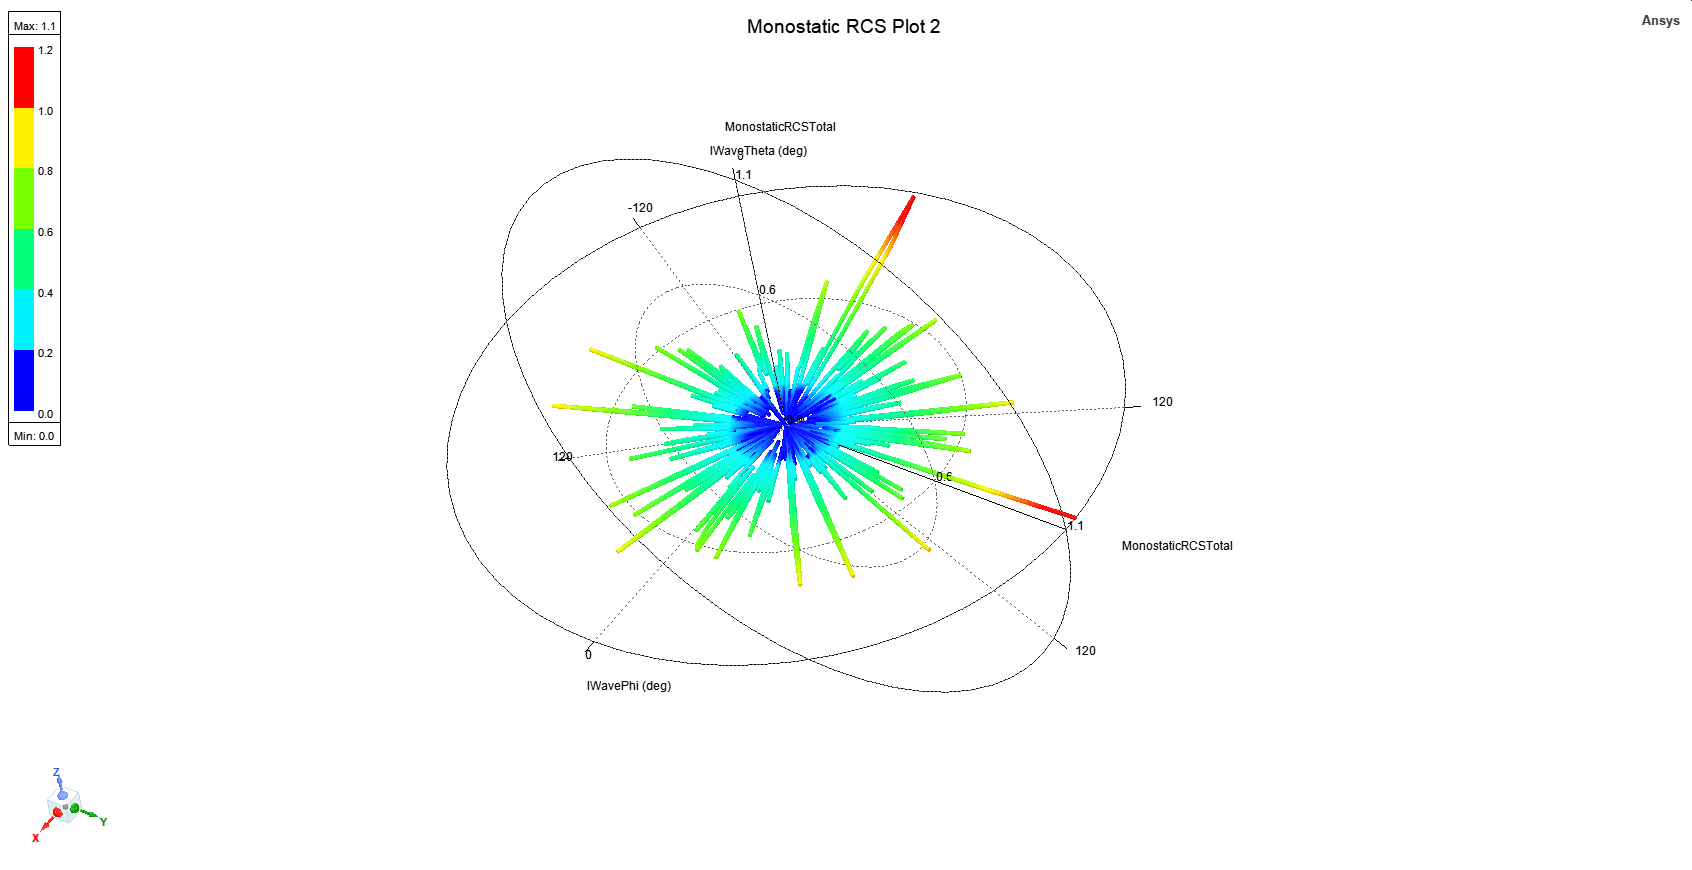 Monostatic RCS Plot 2
Ansys
Max: 1.1
1.2
1.0
0.8
0.6
0.4
0.2
0.0
Min: 0.0
MonostaticRCSTotal
IWaveTheta (deg)
0
1.1
-120
0.6
120
120
0.6
1.1
MonostaticRCSTotal
0
120
IWavePhi (deg)
Z
Y
X